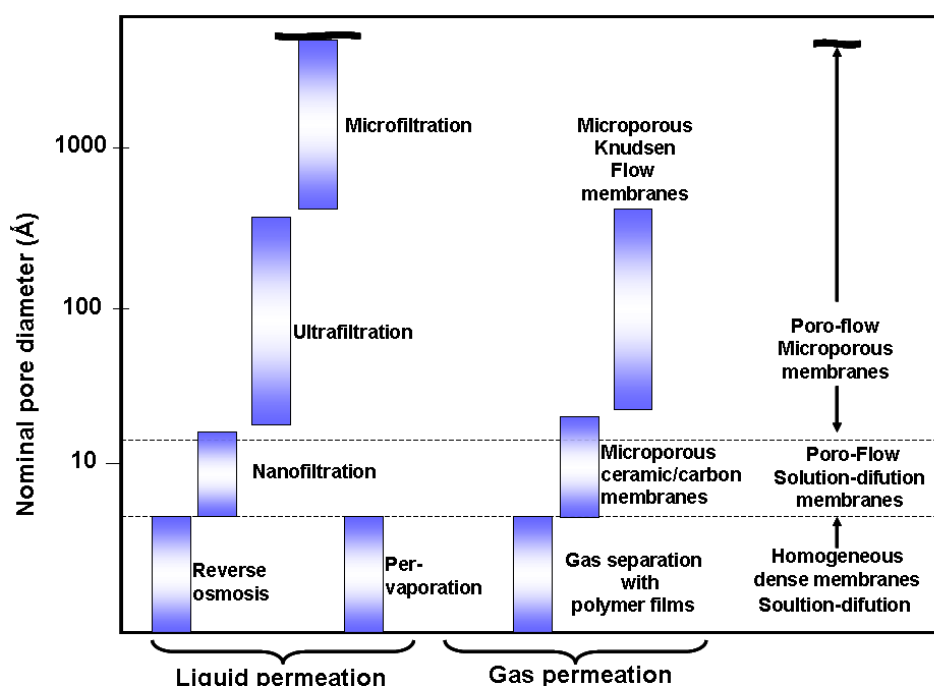 Nominal pore diameter (Å)
1000
100
10
Microfiltration
Ultrafiltration
Nanofiltration
Reverse
osmosis
Per-
vaporation
Microporous
Knudsen
Flow
membranes
Microporous
ceramic/carbon
membranes
Gas separation
with
polymer films
Poro-flow
Microporous
membranes
Poro-Flow
Solution-difution
membranes
Homogeneous
dense membranes
Soultion-difution
Liquid permeation
Gas permeation